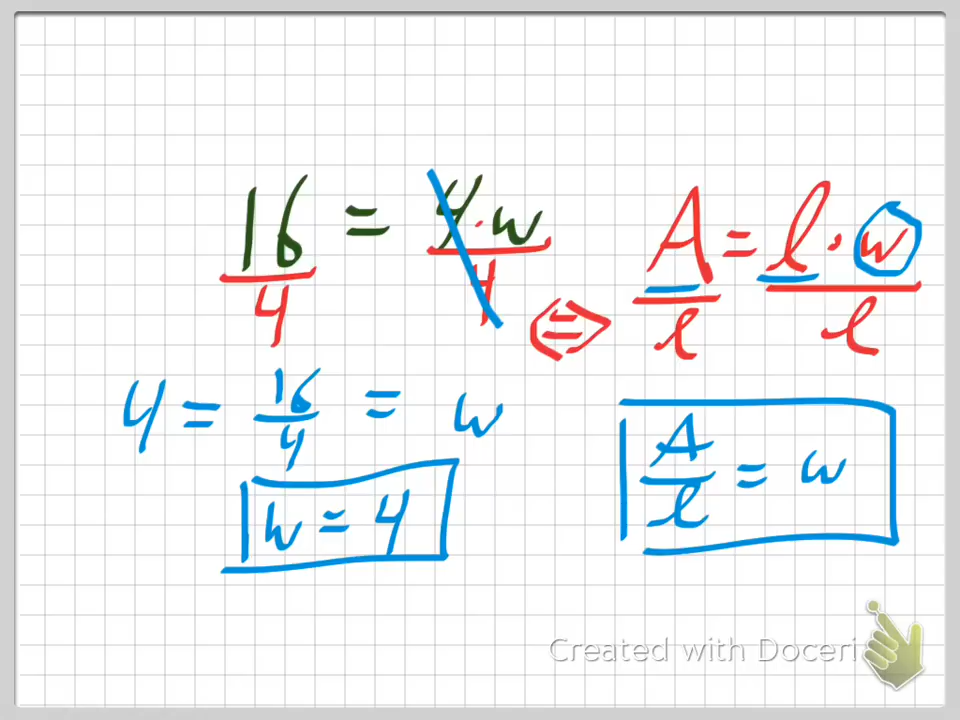 16 = 4 · w
4 4
⇔
A = l · w
l l
4 = 16/4 = w
w = 4
A/l = w
Created with Doceri